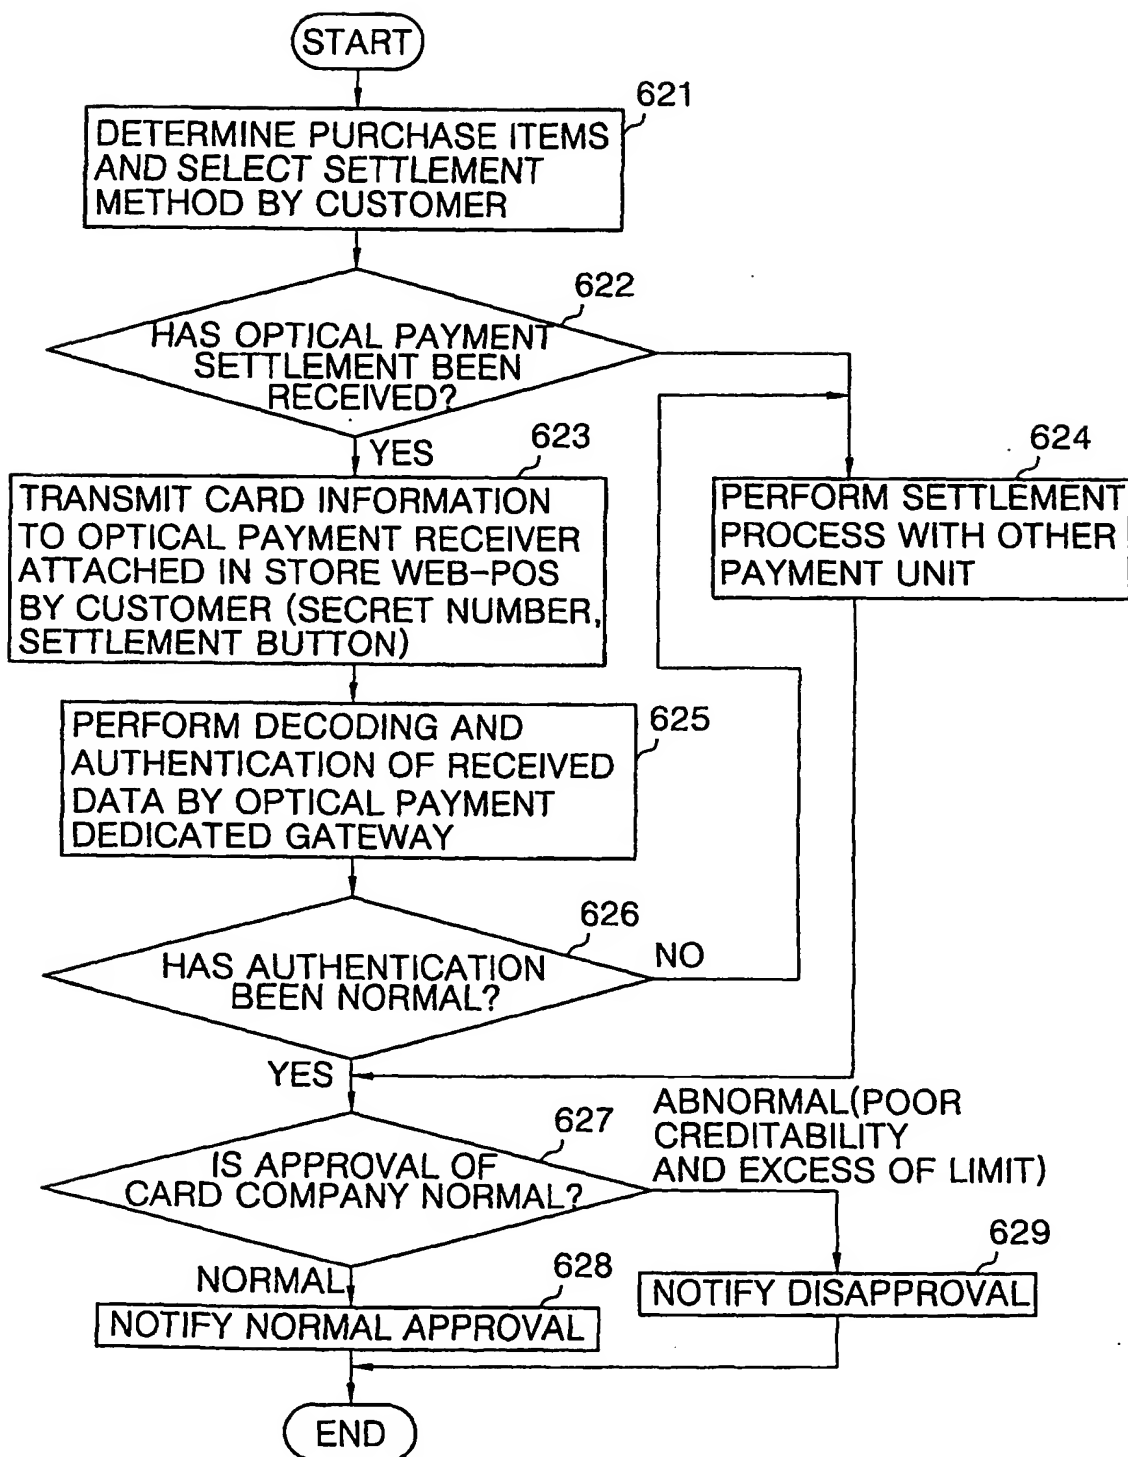 START
621
DETERMINE PURCHASE ITEMS
AND SELECT SETTLEMENT
METHOD BY CUSTOMER
622
HAS OPTICAL PAYMENT
SETTLEMENT BEEN
RECEIVED?
YES
623
TRANSMIT CARD INFORMATION
TO OPTICAL PAYMENT RECEIVER
ATTACHED IN STORE WEB-POS
BY CUSTOMER (SECRET NUMBER,
SETTLEMENT BUTTON)
624
PERFORM SETTLEMENT
PROCESS WITH OTHER
PAYMENT UNIT
625
PERFORM DECODING AND
AUTHENTICATION OF RECEIVED
DATA BY OPTICAL PAYMENT
DEDICATED GATEWAY
626
HAS AUTHENTICATION
BEEN NORMAL?
NO
YES
627
IS APPROVAL OF
CARD COMPANY NORMAL?
ABNORMAL(POOR
CREDITABILITY
AND EXCESS OF LIMIT)
NORMAL
628
NOTIFY NORMAL APPROVAL
629
NOTIFY DISAPPROVAL
END